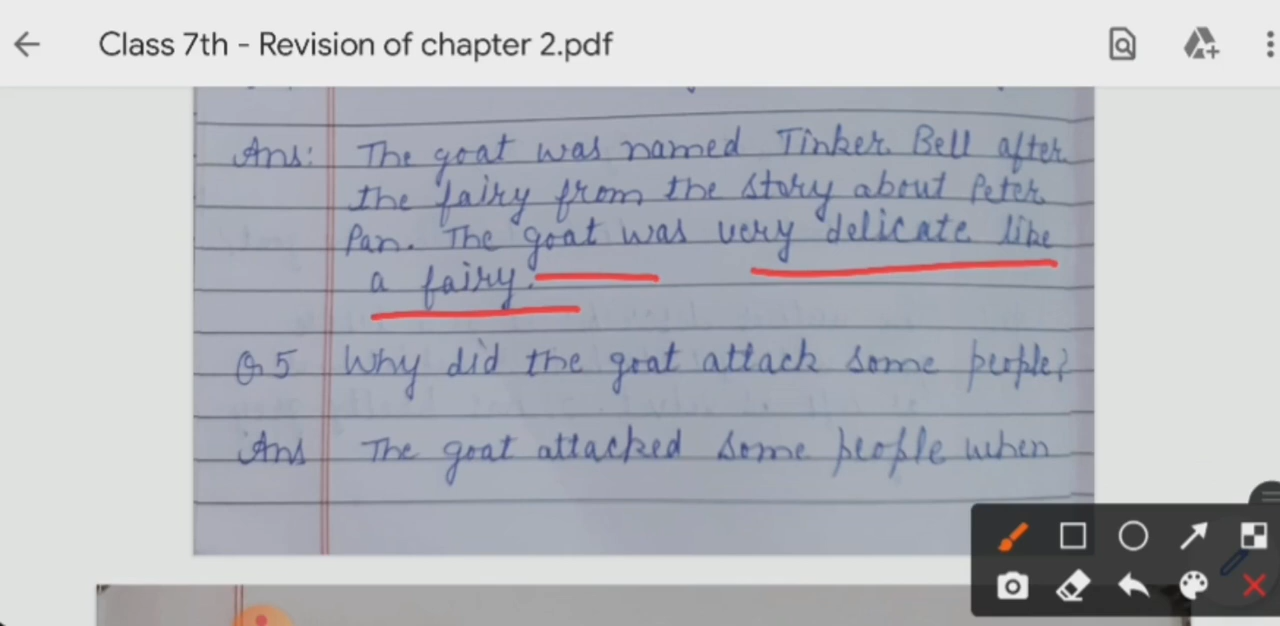 Class 7th - Revision of chapter 2.pdf
Ans: The goat was named Tinker Bell after
the fairy from the story about Peter
Pan. The goat was very delicate like
a fairy.
Q 5 Why did the goat attack some people?
Ans The goat attacked some people when